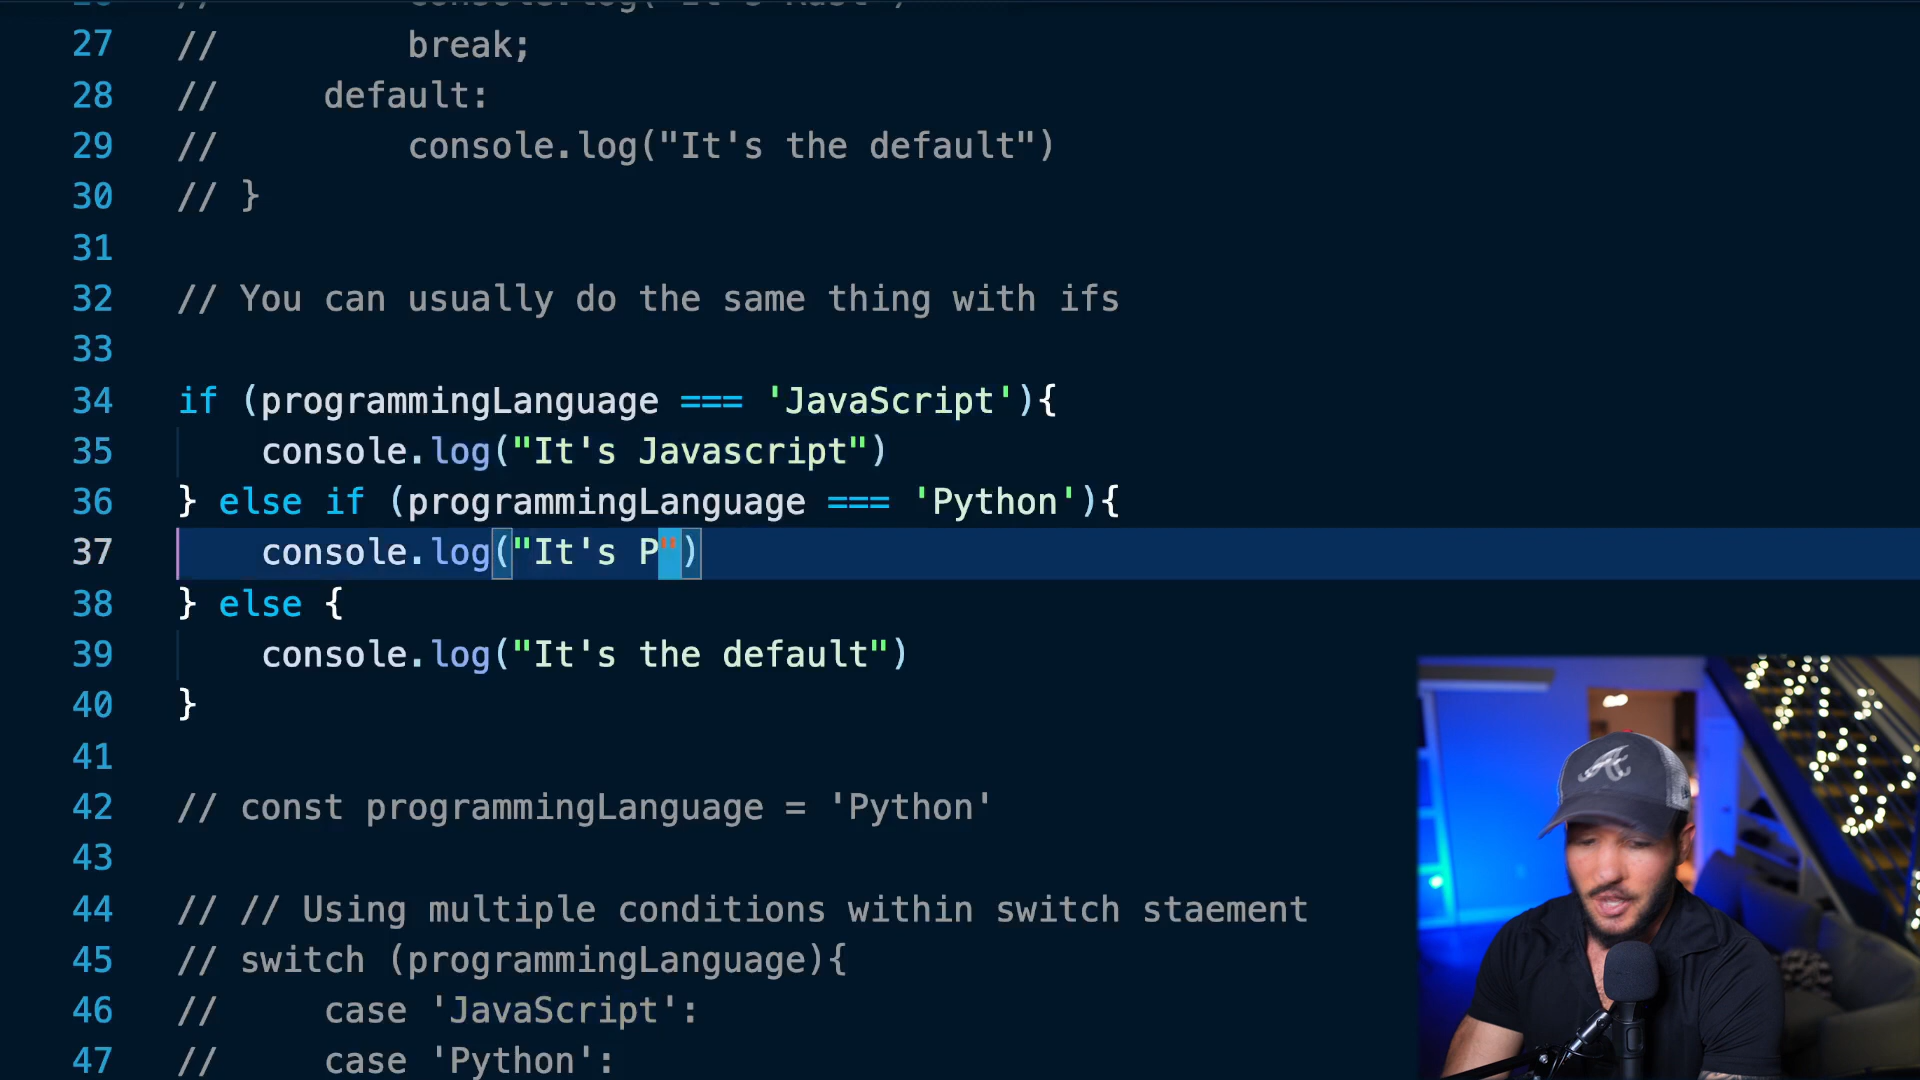 27 // break;
28 // default:
29 // console.log("It's the default")
30 // }
31
32 // You can usually do the same thing with ifs
33
34 if (programmingLanguage === 'JavaScript'){
35 console.log("It's Javascript")
36 } else if (programmingLanguage === 'Python'){
37 console.log("It's P")
38 } else {
39 console.log("It's the default")
40 }
41
42 // const programmingLanguage = 'Python'
43
44 // // Using multiple conditions within switch staement
45 // switch (programmingLanguage){
46 // case 'JavaScript':
47 // case 'Python':